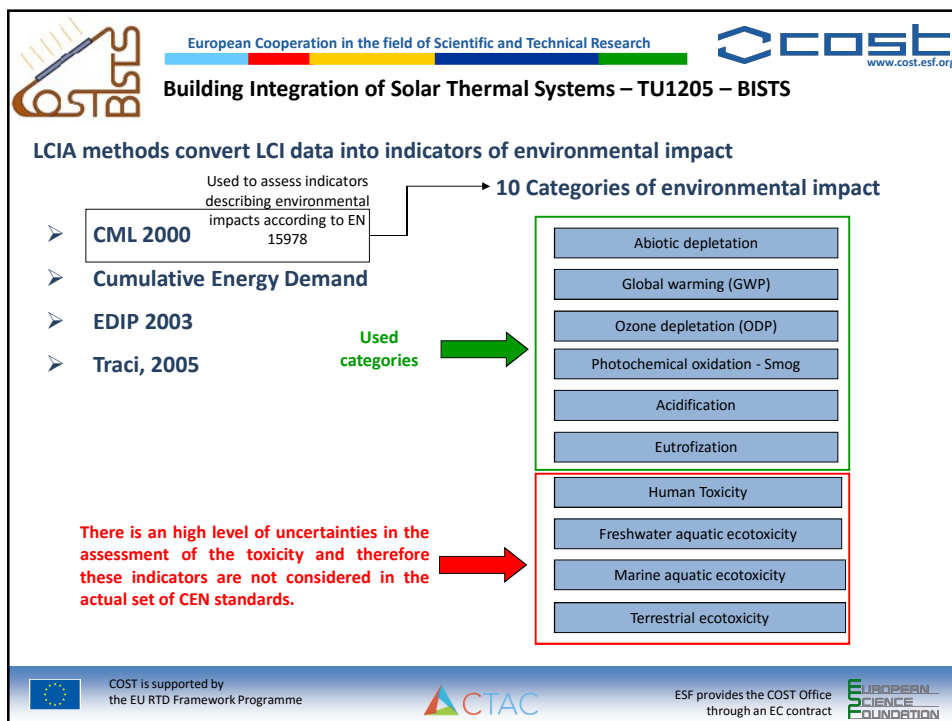 COST BISTS
European Cooperation in the field of Scientific and Technical Research
cost
www.cost.esf.org
Building Integration of Solar Thermal Systems – TU1205 – BISTS
LCIA methods convert LCI data into indicators of environmental impact
Used to assess indicators
describing environmental
impacts according to EN
15978
10 Categories of environmental impact
CML 2000
Cumulative Energy Demand
EDIP 2003
Traci, 2005
Used
categories
Abiotic depletation
Global warming (GWP)
Ozone depletation (ODP)
Photochemical oxidation - Smog
Acidification
Eutrofization
There is an high level of uncertainties in the
assessment of the toxicity and therefore
these indicators are not considered in the
actual set of CEN standards.
Human Toxicity
Freshwater aquatic ecotoxicity
Marine aquatic ecotoxicity
Terrestrial ecotoxicity
COST is supported by
the EU RTD Framework Programme
ACTAC
ESF provides the COST Office
through an EC contract
EUROPEAN
SCIENCE
FOUNDATION